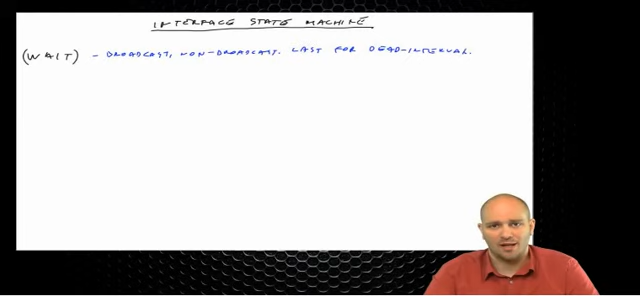 INTERFACE STATE MACHINE
(WAIT) - BROADCAST, NON-BROADCAST. LAST FOR DEAD-INTERVAL.